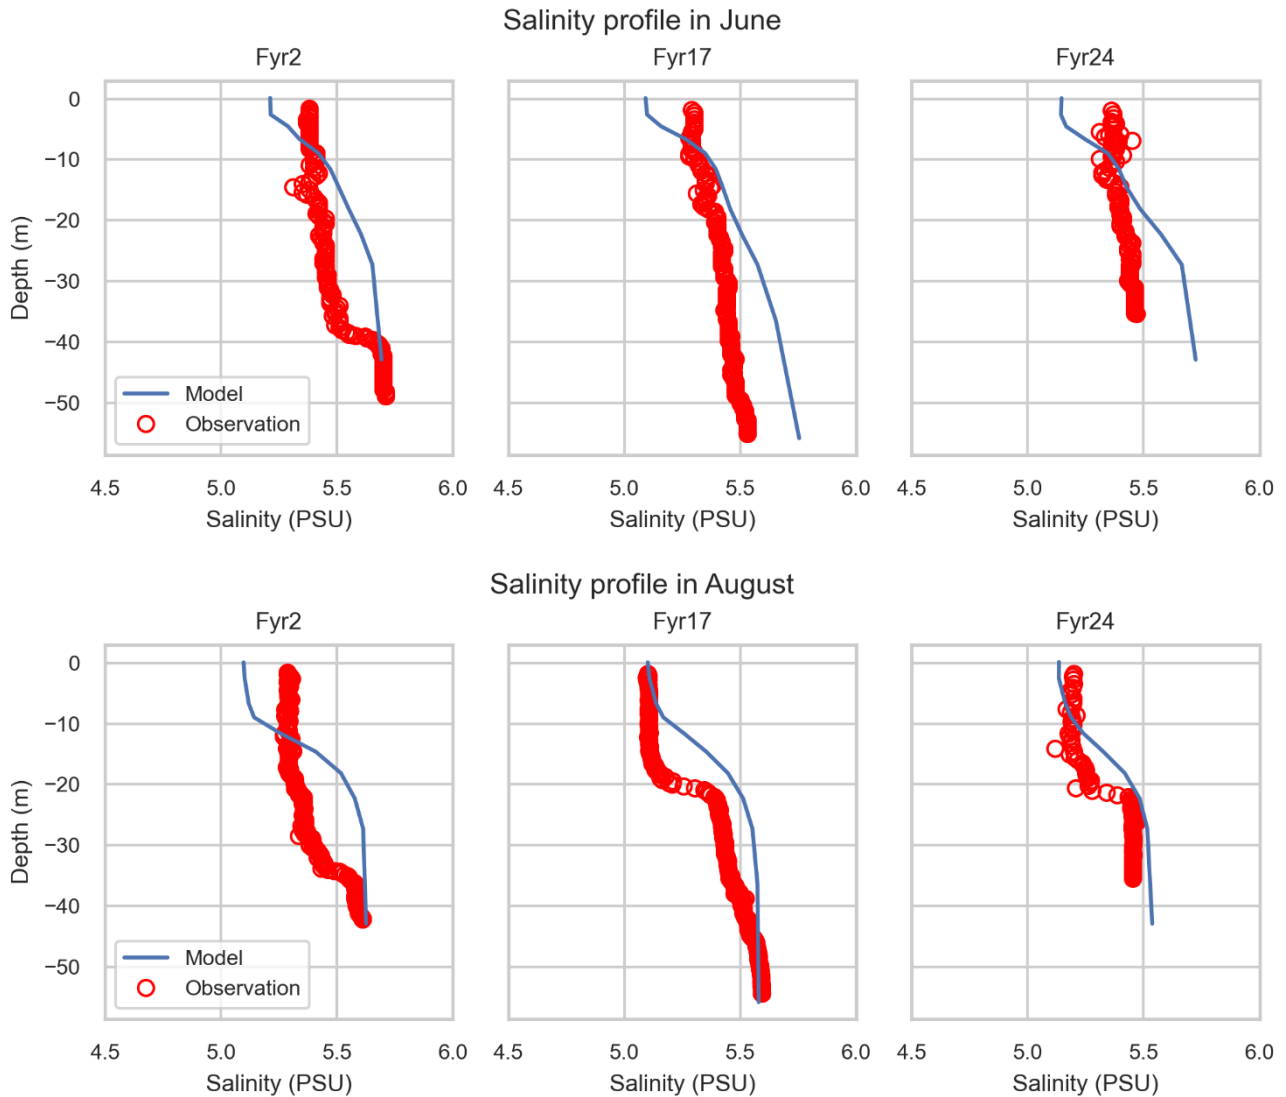 Salinity profile in June
Fyr2 Fyr17 Fyr24
0
−10
−20
−30
−40
−50
Depth (m)
Model
Observation
4.5 5.0 5.5 6.0 4.5 5.0 5.5 6.0 4.5 5.0 5.5 6.0
Salinity (PSU) Salinity (PSU) Salinity (PSU)
Salinity profile in August
Fyr2 Fyr17 Fyr24
0
−10
−20
−30
−40
−50
Depth (m)
Model
Observation
4.5 5.0 5.5 6.0 4.5 5.0 5.5 6.0 4.5 5.0 5.5 6.0
Salinity (PSU) Salinity (PSU) Salinity (PSU)